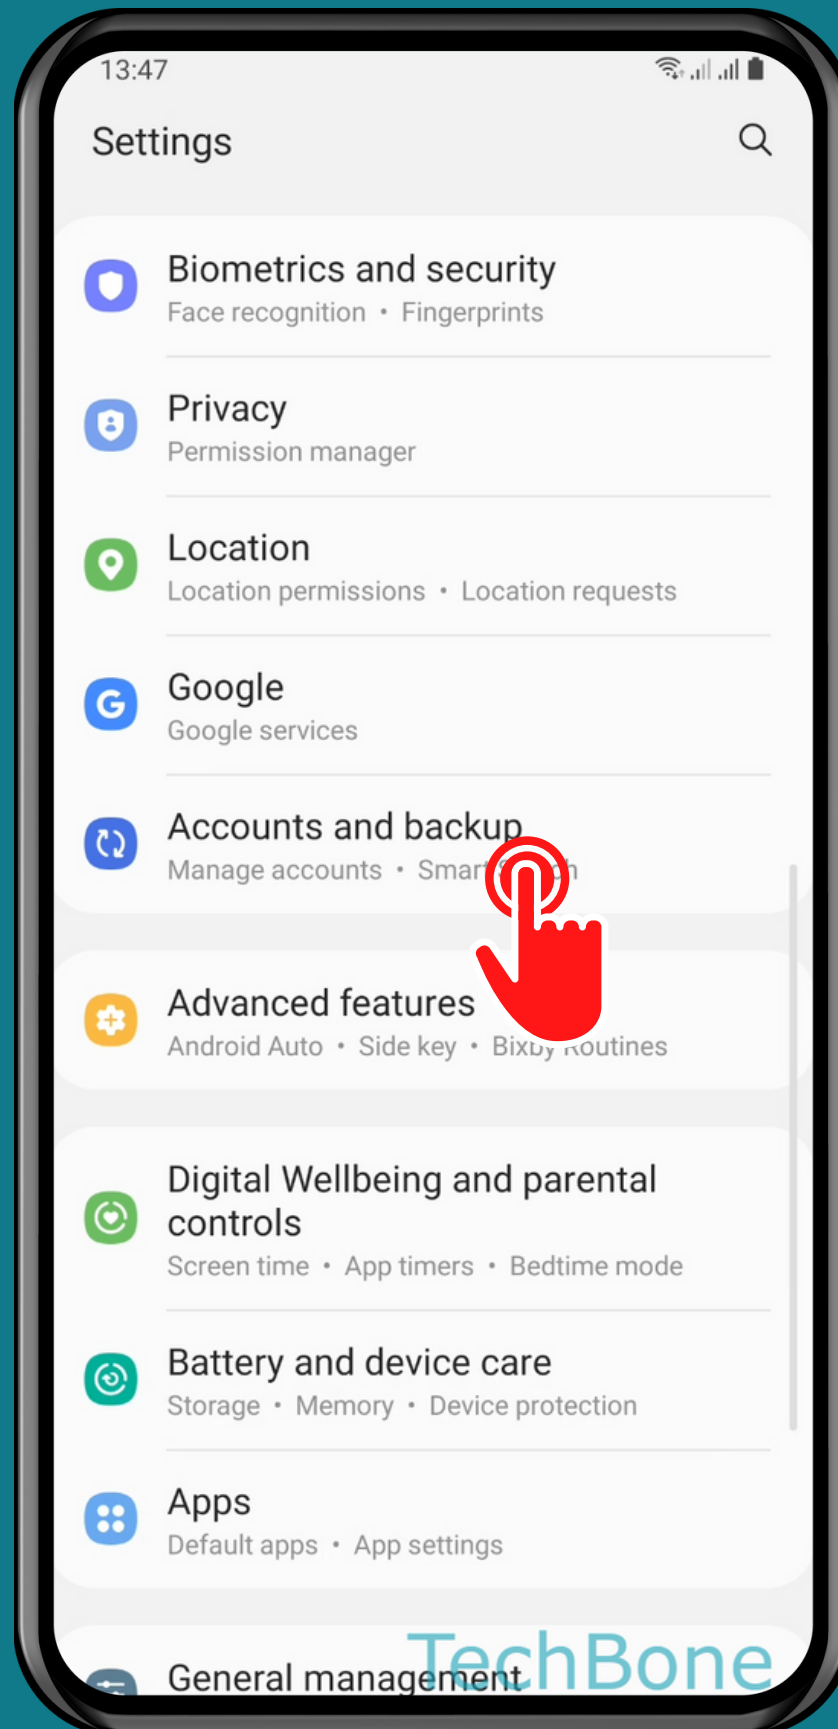 13:47
Settings
Biometrics and security
Face recognition • Fingerprints
Privacy
Permission manager
Location
Location permissions • Location requests
Google
Google services
Accounts and backup
Manage accounts • Smart
Advanced features
Android Auto • Side key • Bixby Routines
Digital Wellbeing and parental
controls
Screen time • App timers • Bedtime mode
Battery and device care
Storage • Memory • Device protection
Apps
Default apps • App settings
General management
TechBone